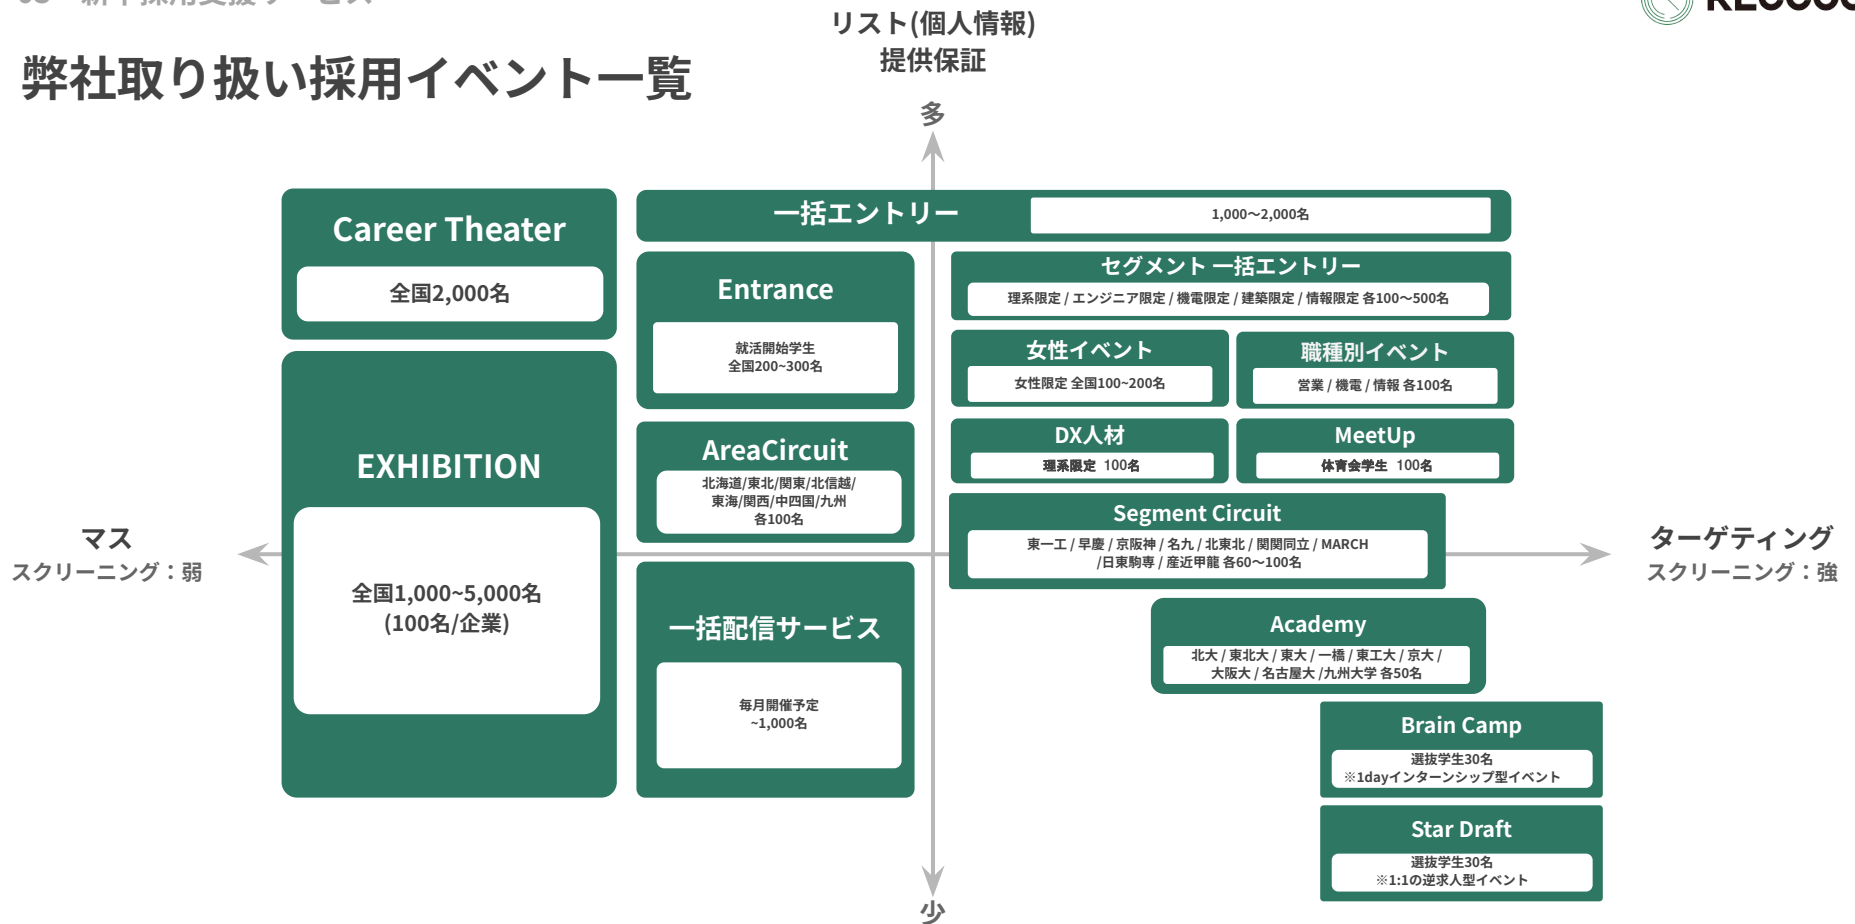 リスト(個人情報)
提供保証
弊社取り扱い採用イベント一覧
多
Career Theater
全国2,000名
一括エントリー
1,000〜2,000名
Entrance
就活開始学生
全国200~300名
セグメント 一括エントリー
理系限定 / エンジニア限定 / 機電限定 / 建築限定 / 情報限定 各100〜500名
女性イベント
女性限定 全国100~200名
職種別イベント
営業 / 機電 / 情報 各100名
EXHIBITION
全国1,000~5,000名
(100名/企業)
AreaCircuit
北海道/東北/関東/北信越/
東海/関西/中四国/九州
各100名
DX人材
理系限定 100名
MeetUp
体育会学生 100名
Segment Circuit
東一工 / 早慶 / 京阪神 / 名九 / 北東北 / 関関同立 / MARCH
/日東駒専 / 産近甲龍 各60〜100名
マス
スクリーニング：弱
ターゲティング
スクリーニング：強
一括配信サービス
毎月開催予定
~1,000名
Academy
北大 / 東北大 / 東大 / 一橋 / 東工大 / 京大 /
大阪大 / 名古屋大 /九州大学 各50名
Brain Camp
選抜学生30名
※1dayインターンシップ型イベント
Star Draft
選抜学生30名
※1:1の逆求人型イベント
少